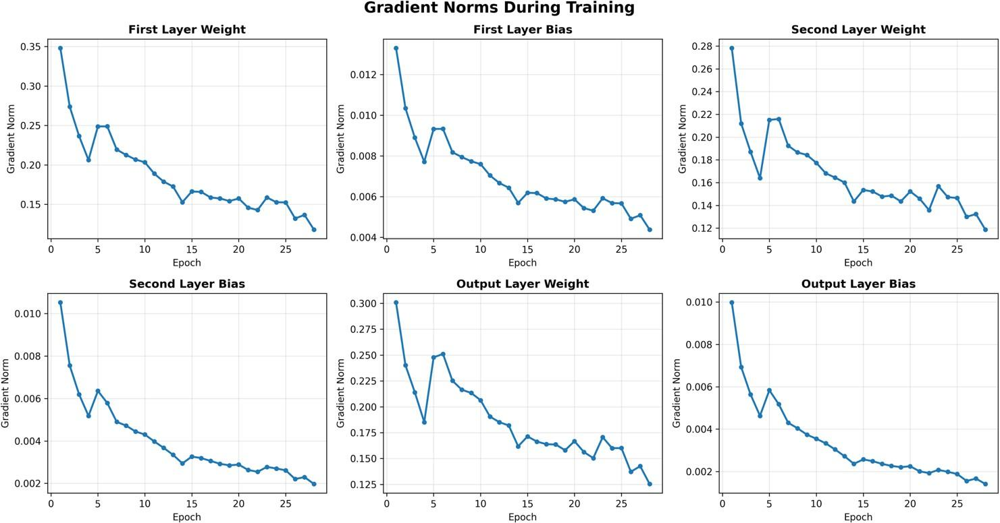 Gradient Norms During Training
First Layer Weight
0.35
0.30
0.25
0.20
0.15
Gradient Norm
0 5 10 15 20 25
Epoch
First Layer Bias
0.012
0.010
0.008
0.006
0.004
Gradient Norm
0 5 10 15 20 25
Epoch
Second Layer Weight
0.28
0.26
0.24
0.22
0.20
0.18
0.16
0.14
0.12
Gradient Norm
0 5 10 15 20 25
Epoch
Second Layer Bias
0.010
0.008
0.006
0.004
0.002
Gradient Norm
0 5 10 15 20 25
Epoch
Output Layer Weight
0.300
0.275
0.250
0.225
0.200
0.175
0.150
0.125
Gradient Norm
0 5 10 15 20 25
Epoch
Output Layer Bias
0.010
0.008
0.006
0.004
0.002
Gradient Norm
0 5 10 15 20 25
Epoch